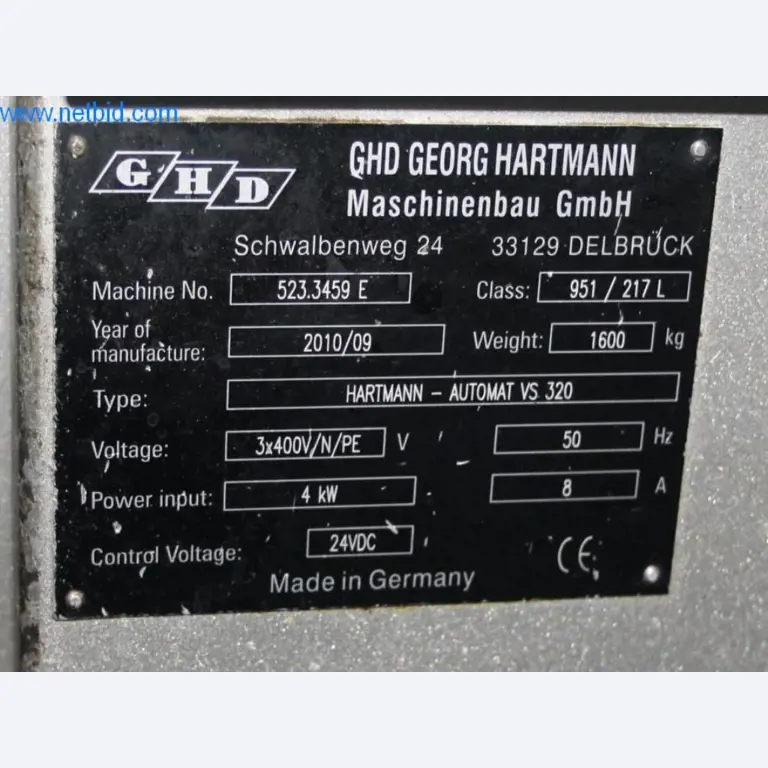 www.netbid.com
GHD
GHD GEORG HARTMANN
Maschinenbau GmbH
Schwalbenweg 24 33129 DELBRÜCK
Machine No. 523.3459 E Class: 951 / 217 L
Year of
manufacture: 2010/09 Weight: 1600 kg
Type: HARTMANN - AUTOMAT VS 320
Voltage: 3x400V/N/PE V 50 Hz
Power input: 4 kW 8 A
Control Voltage: 24VDC
CE
Made in Germany